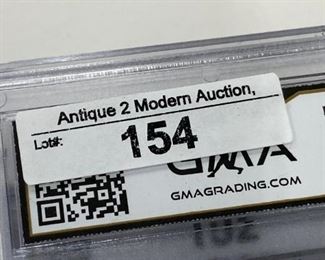 Antique 2 Modern Auction,
Lot#:
154
GMA
GMAGRADING.COM